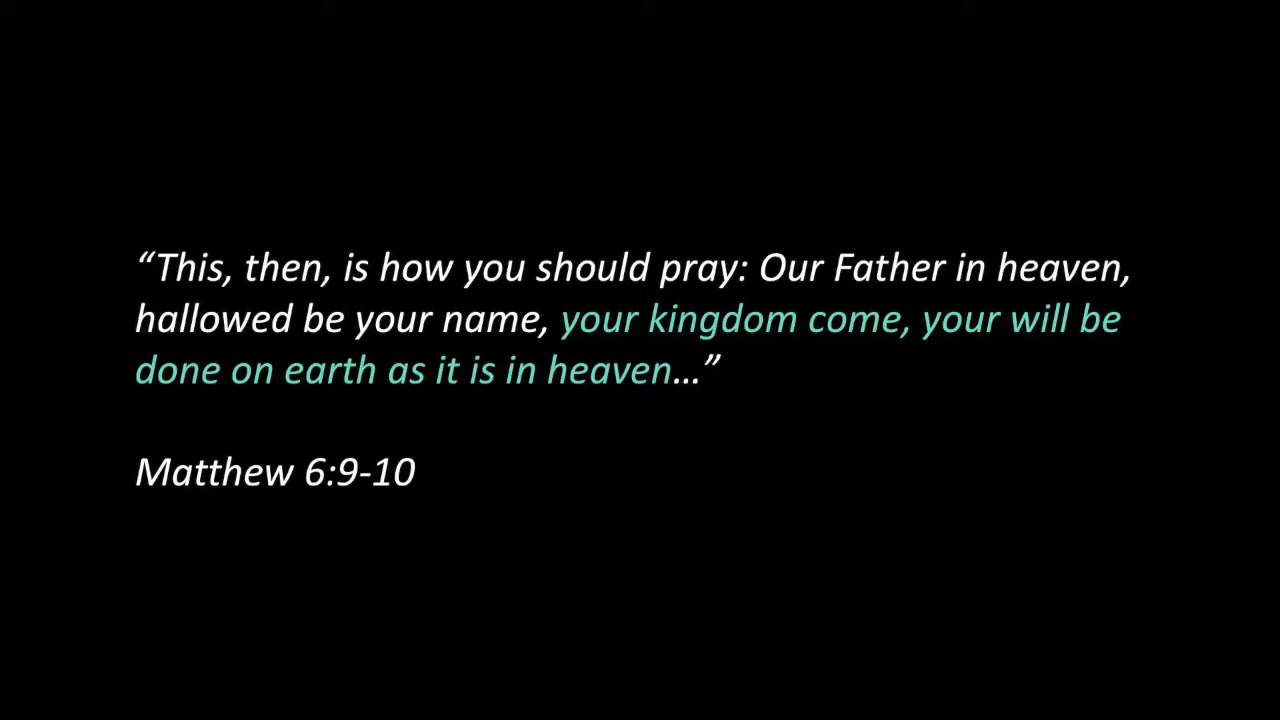 “This, then, is how you should pray: Our Father in heaven,
hallowed be your name, your kingdom come, your will be
done on earth as it is in heaven…”
Matthew 6:9-10